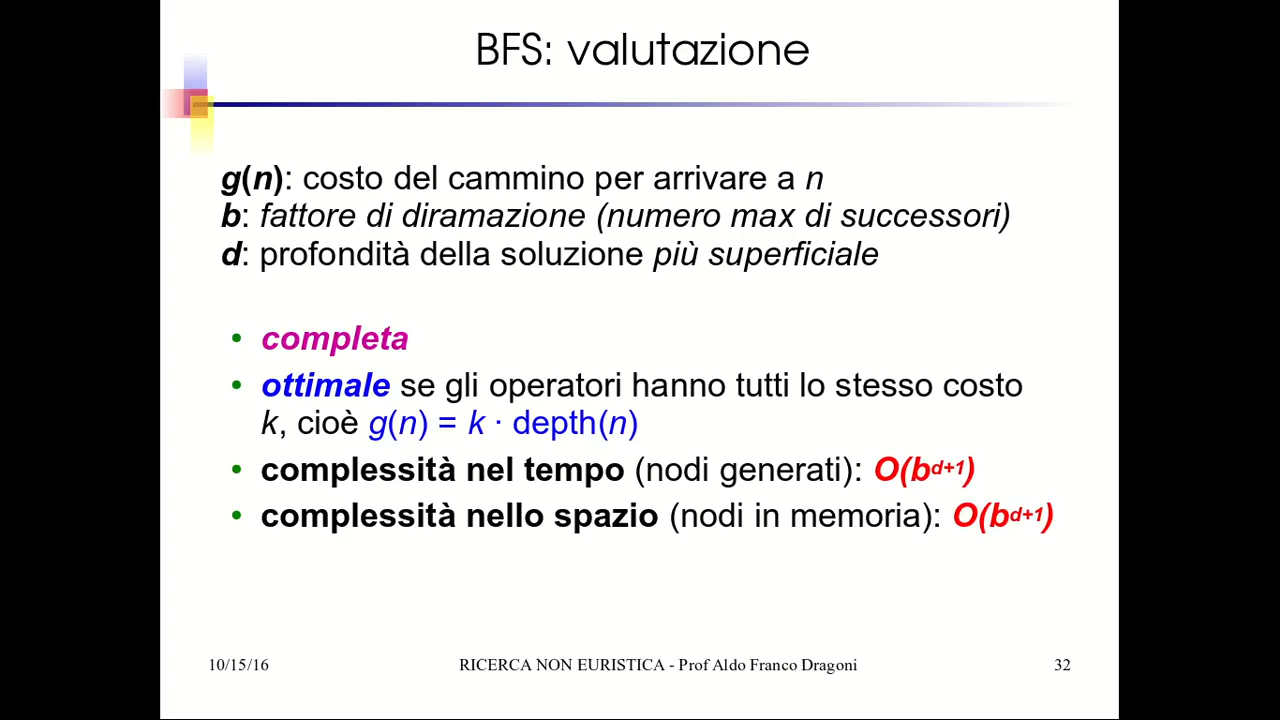 BFS: valutazione
g(n): costo del cammino per arrivare a n
b: fattore di diramazione (numero max di successori)
d: profondità della soluzione più superficiale
• completa
• ottimale se gli operatori hanno tutti lo stesso costo
k, cioè g(n) = k · depth(n)
• complessità nel tempo (nodi generati): O(b^{d+1})
• complessità nello spazio (nodi in memoria): O(b^{d+1})
10/15/16 RICERCA NON EURISTICA - Prof Aldo Franco Dragoni 32